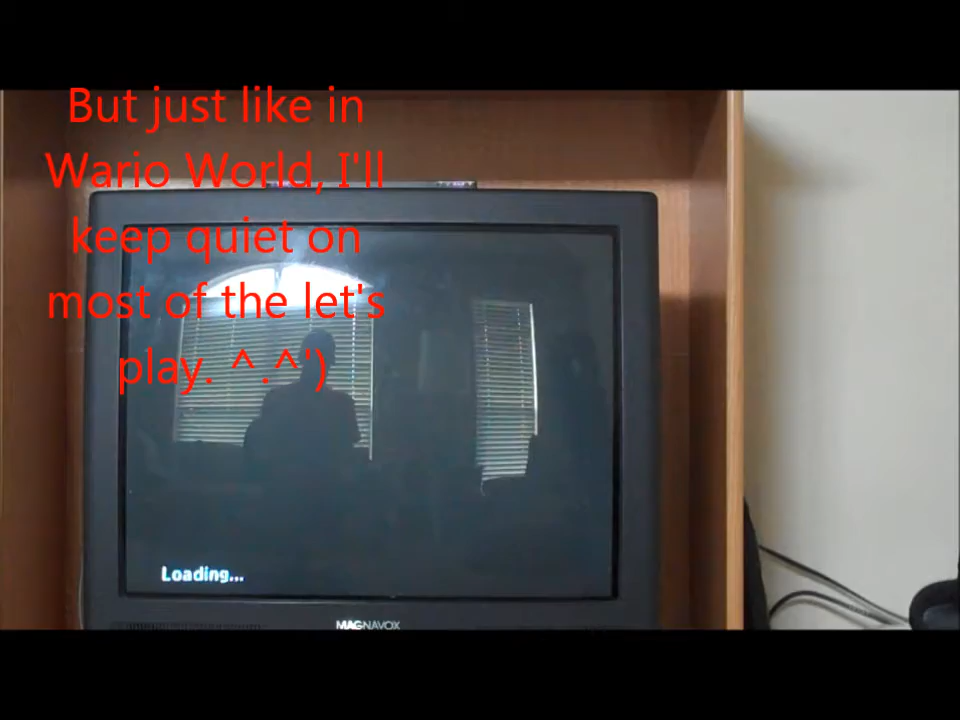 But just like in
Wario World, I'll
keep quiet on
most of the let's
play. ^.^')
Loading...
MAGNAVOX